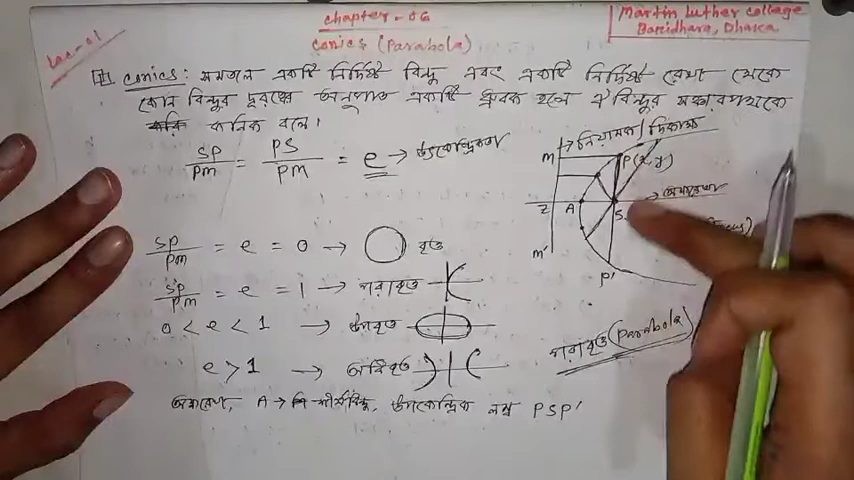 chapter-06
Martin Luther college
Baridhara, Dhaka
Lec-01
Conics (Parabola)
Conics: সমতলে একটি নির্দিষ্ট বিন্দু এবং একটি নির্দিষ্ট রেখা থেকে
কোন বিন্দুর দূরত্বের অনুপাত একটি ধ্রুবক হলে ঐ বিন্দুর সঞ্চারপথকে
কনিক বলে।
SP/PM = PS/PM = e → উৎকেন্দ্রিকতা
নিয়ামক/দিকাক্ষ
M P(x,y)
Z A S
অক্ষরেখা
M'
P'
SP/PM = e = 0 → বৃত্ত
SP/PM = e = 1 → পরাবৃত্ত
0 < e < 1 → উপবৃত্ত
পরাবৃত্ত (Parabola)
e > 1 → অধিবৃত্ত
অক্ষরেখা, A → শীর্ষবিন্দু, উপকেন্দ্রিক লম্ব PSP'